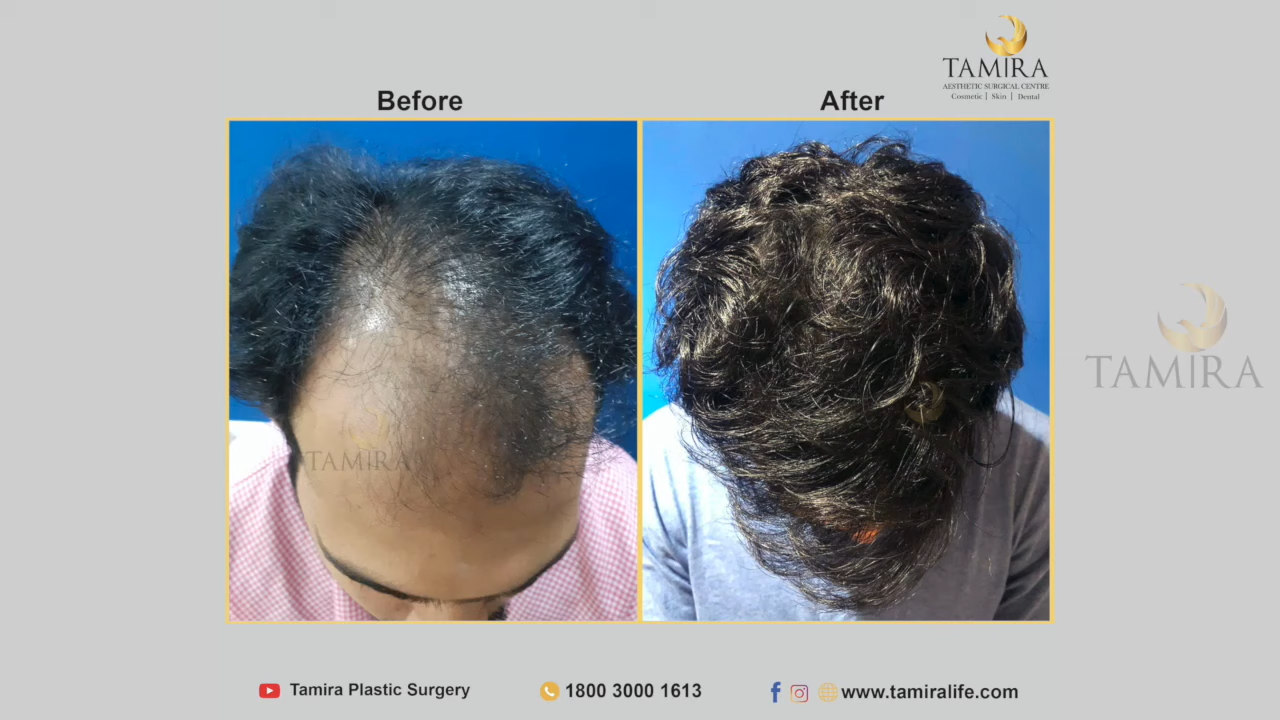 TAMIRA
AESTHETIC SURGICAL CENTRE
Cosmetic | Skin | Dental
Before
After
TAMIRA
TAMIRA
Tamira Plastic Surgery
1800 3000 1613
www.tamiralife.com